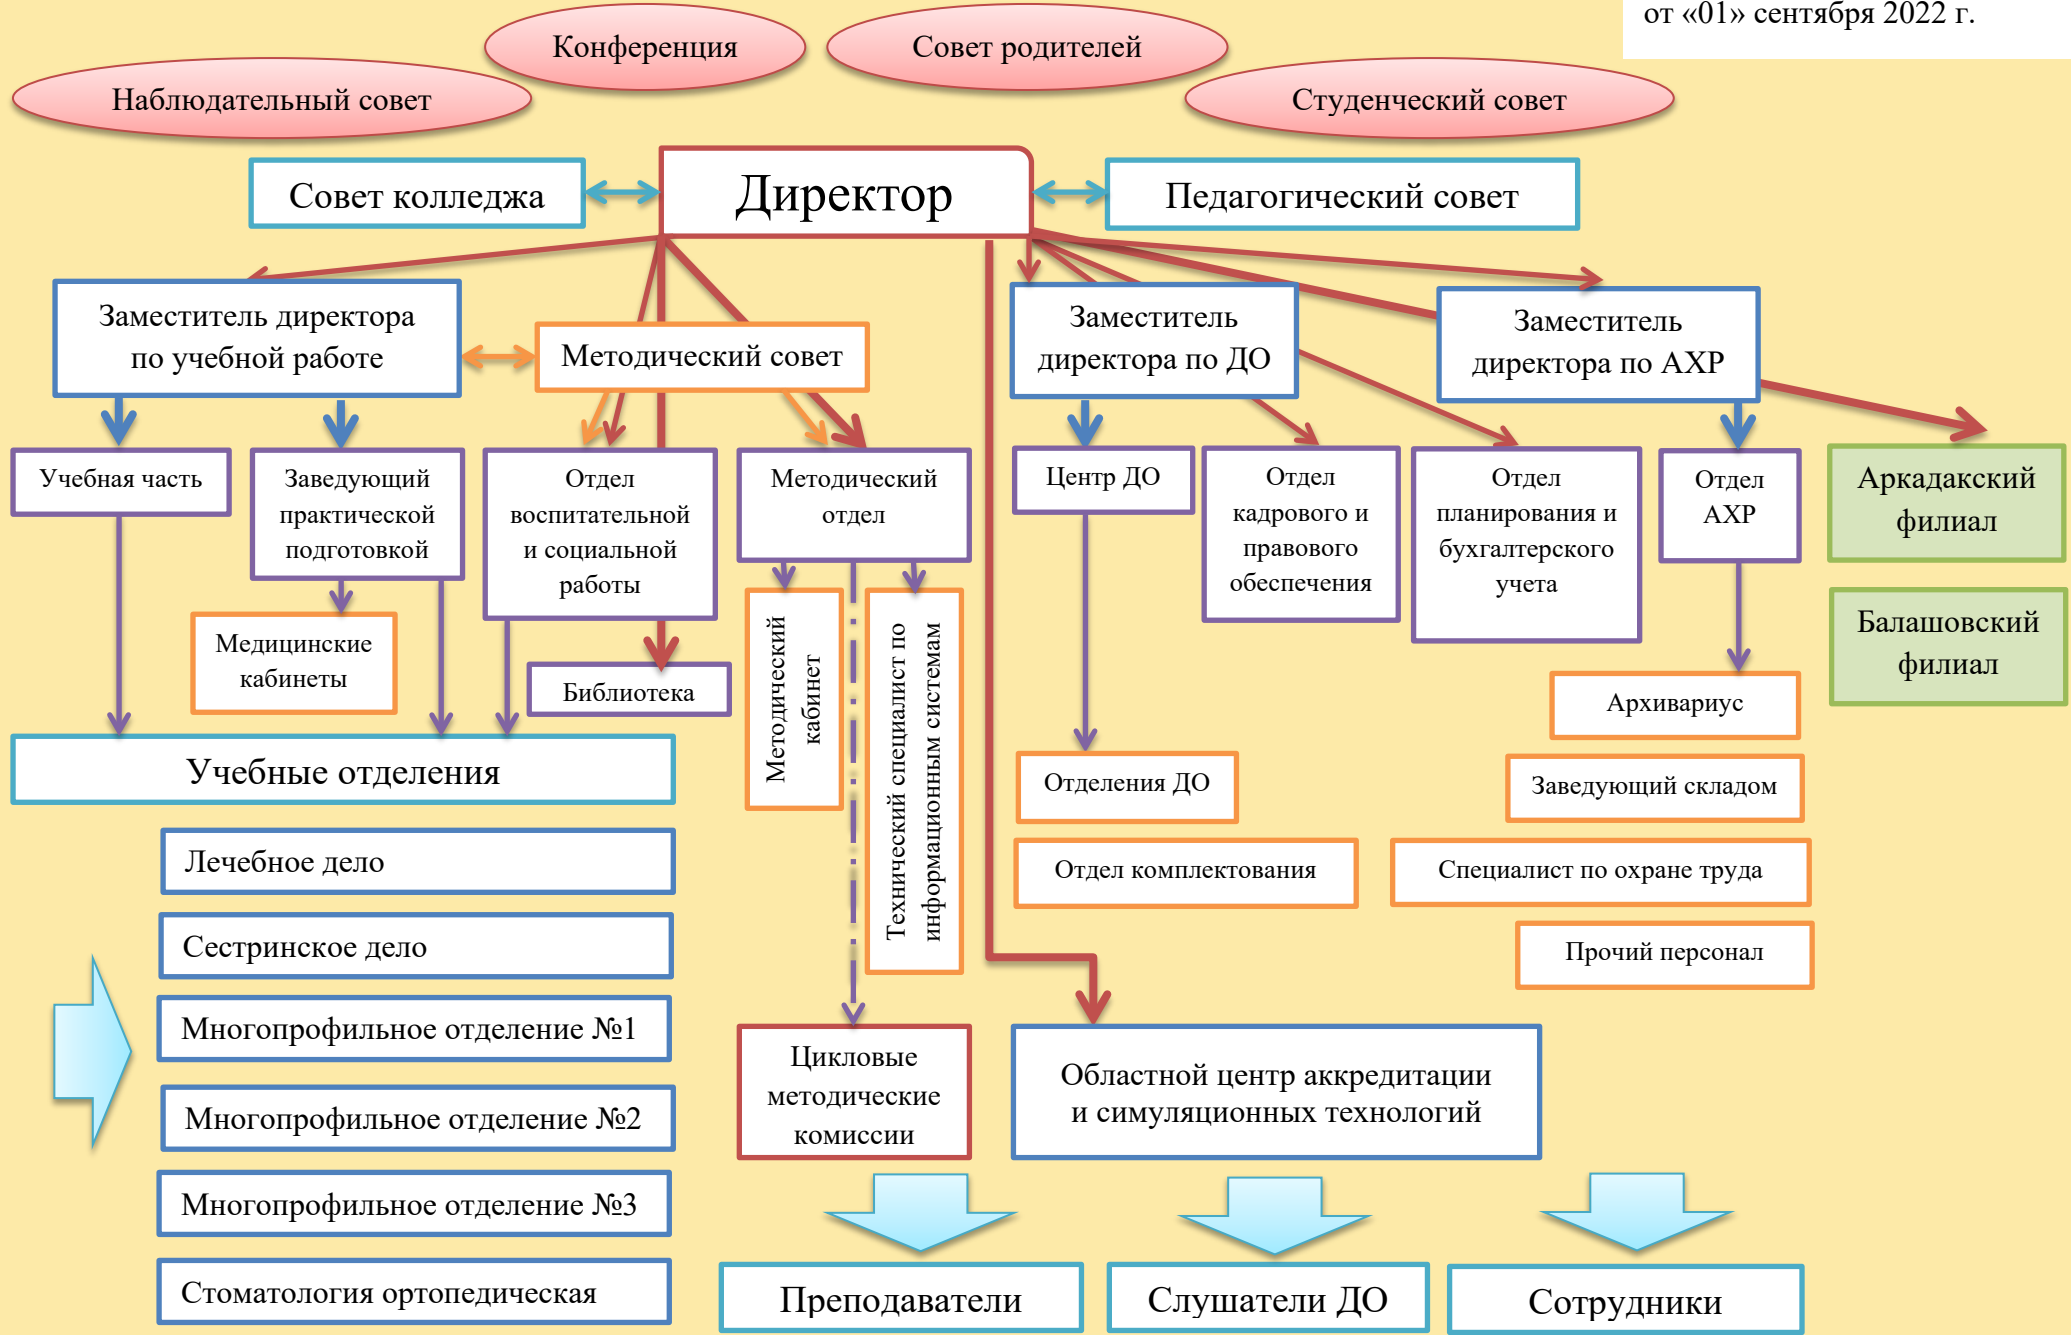 от «01» сентября 2022 г.
Конференция
Совет родителей
Наблюдательный совет
Студенческий совет
Совет колледжа
Директор
Педагогический совет
Заместитель директора
по учебной работе
Методический совет
Заместитель
директора по ДО
Заместитель
директора по АХР
Учебная часть
Заведующий
практической
подготовкой
Отдел
воспитательной
и социальной
работы
Методический
отдел
Центр ДО
Отдел
кадрового и
правового
обеспечения
Отдел
планирования и
бухгалтерского
учета
Отдел
АХР
Аркадакский
филиал
Балашовский
филиал
Медицинские
кабинеты
Библиотека
Методический
кабинет
Технический специалист по
информационным системам
Архивариус
Учебные отделения
Отделения ДО
Заведующий складом
Лечебное дело
Отдел комплектования
Специалист по охране труда
Сестринское дело
Прочий персонал
Многопрофильное отделение №1
Цикловые
методические
комиссии
Областной центр аккредитации
и симуляционных технологий
Многопрофильное отделение №2
Многопрофильное отделение №3
Стоматология ортопедическая
Преподаватели
Слушатели ДО
Сотрудники